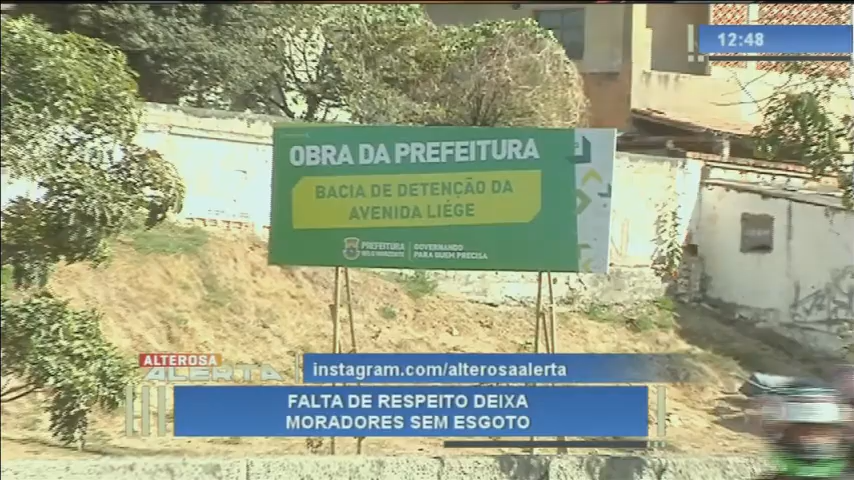 12:48
OBRA DA PREFEITURA
BACIA DE DETENÇÃO DA
AVENIDA LIÉGE
PREFEITURA
BELO HORIZONTE
GOVERNANDO
PARA QUEM PRECISA
ALTEROSA
ALERTA
instagram.com/alterosaalerta
FALTA DE RESPEITO DEIXA
MORADORES SEM ESGOTO